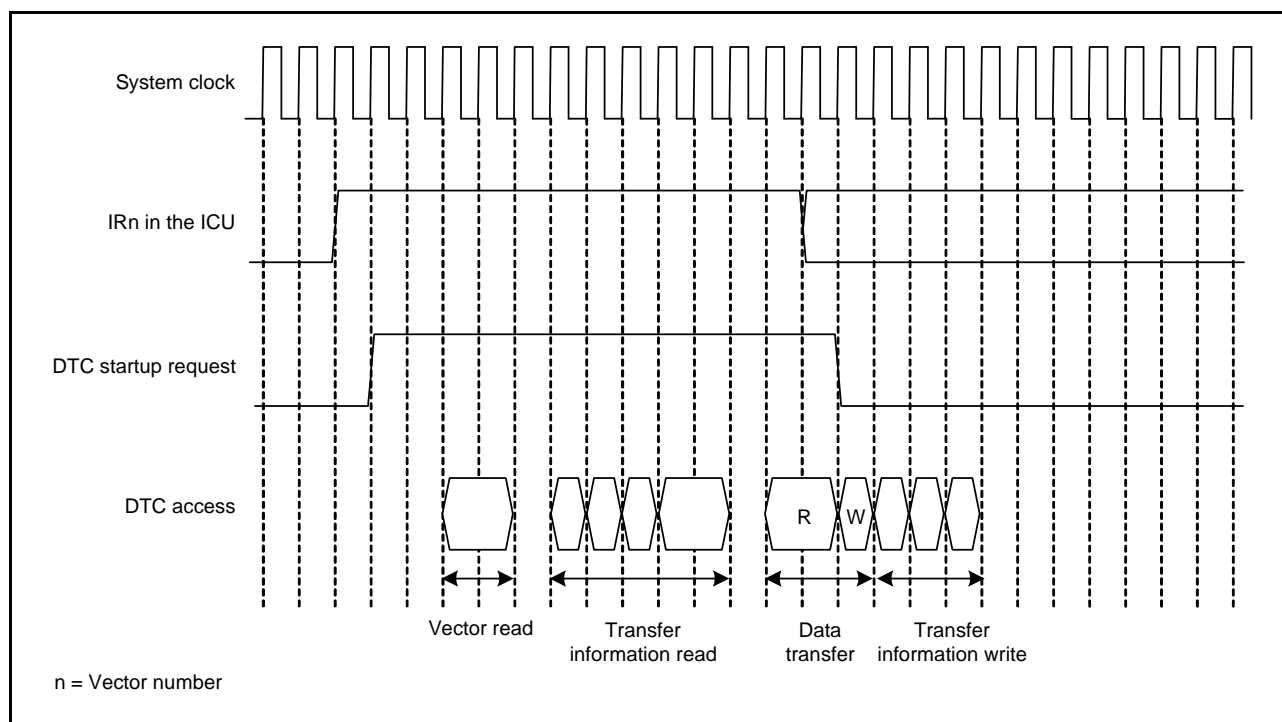 System clock
IRn in the ICU
DTC startup request
DTC access
R
W
Vector read
Transfer
information read
Data
transfer
Transfer
information write
n = Vector number